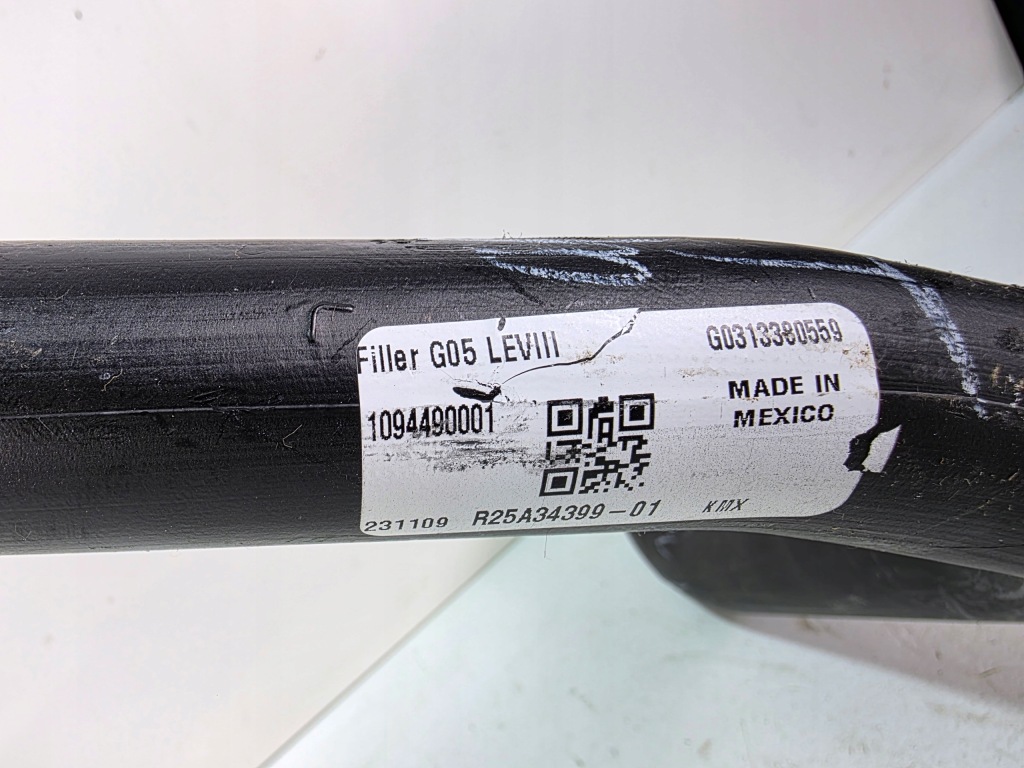 Filler G05 LEVIII
G0313380559
1094490001
MADE IN
MEXICO
231109 R25A34399-01 KMX